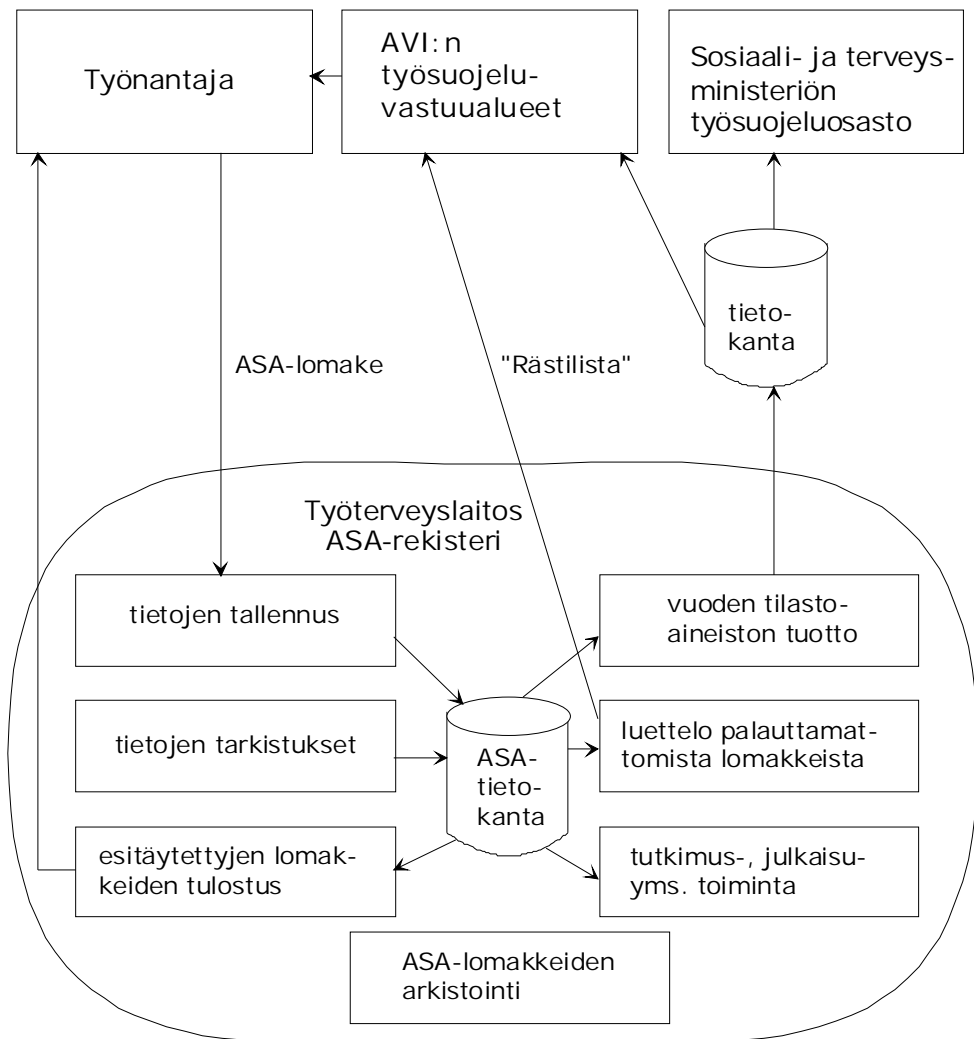 Työnantaja
AVI:n
työsuojelu-
vastuualueet
Sosiaali- ja terveys-
ministeriön
työsuojeluosasto
tieto-
kanta
ASA-lomake
"Rästilista"
Työterveyslaitos
ASA-rekisteri
tietojen tallennus
vuoden tilasto-
aineiston tuotto
tietojen tarkistukset
ASA-
tieto-
kanta
luettelo palauttamat-
tomista lomakkeista
esitäytettyjen lomak-
keiden tulostus
tutkimus-, julkaisu-
yms. toiminta
ASA-lomakkeiden
arkistointi